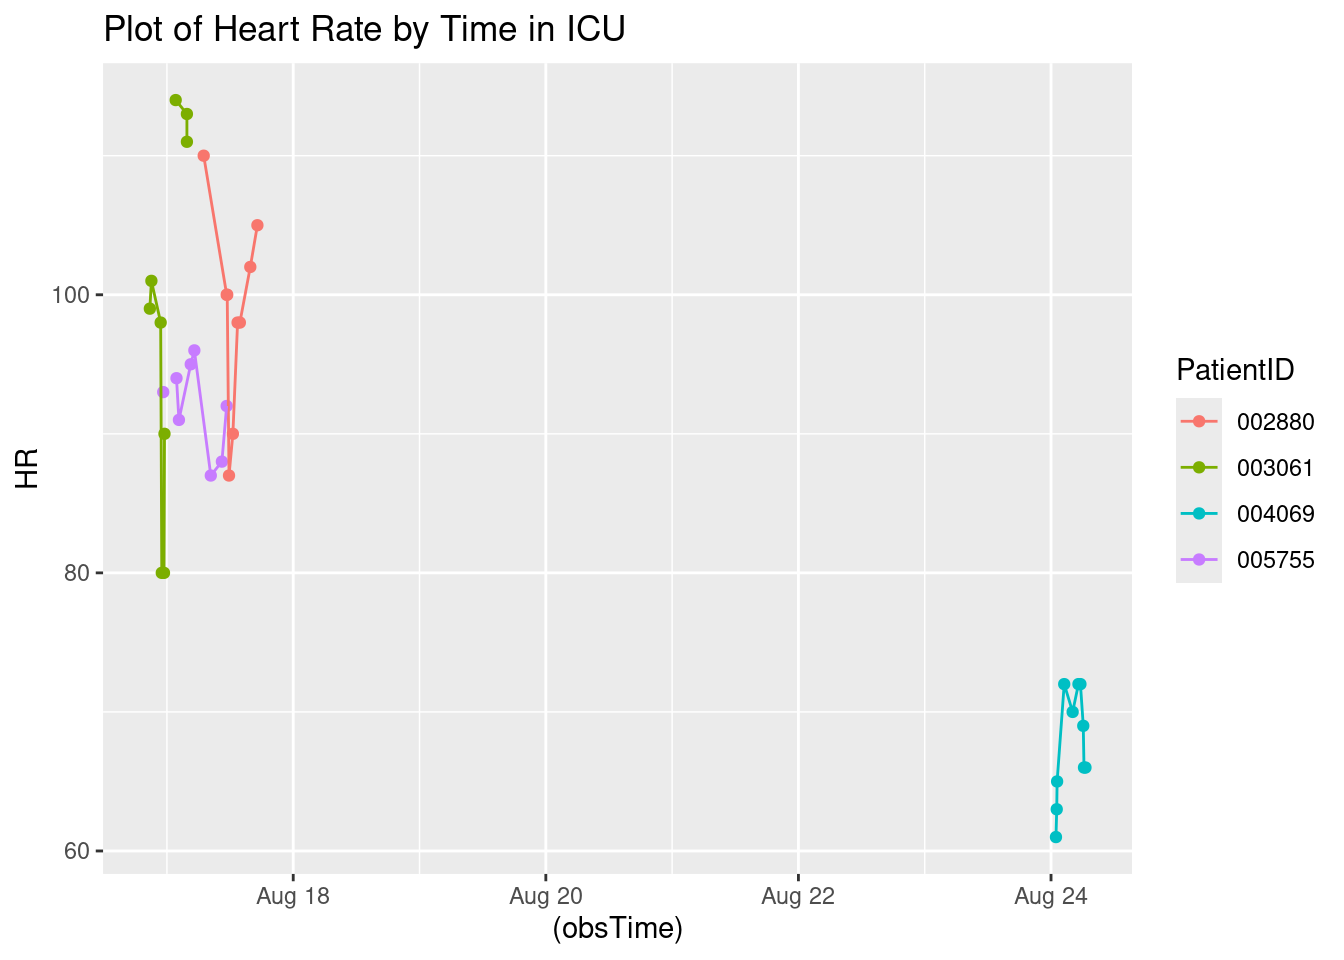 Plot of Heart Rate by Time in ICU
100
80
60
HR
Aug 18
Aug 20
Aug 22
Aug 24
(obsTime)
PatientID
002880
003061
004069
005755